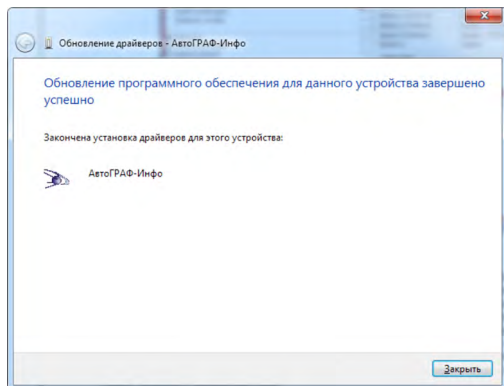 Обновление драйверов - АвтоГРАФ-Инфо
Обновление программного обеспечения для данного устройства завершено
успешно
Закончена установка драйверов для этого устройства:
АвтоГРАФ-Инфо
Закрыть